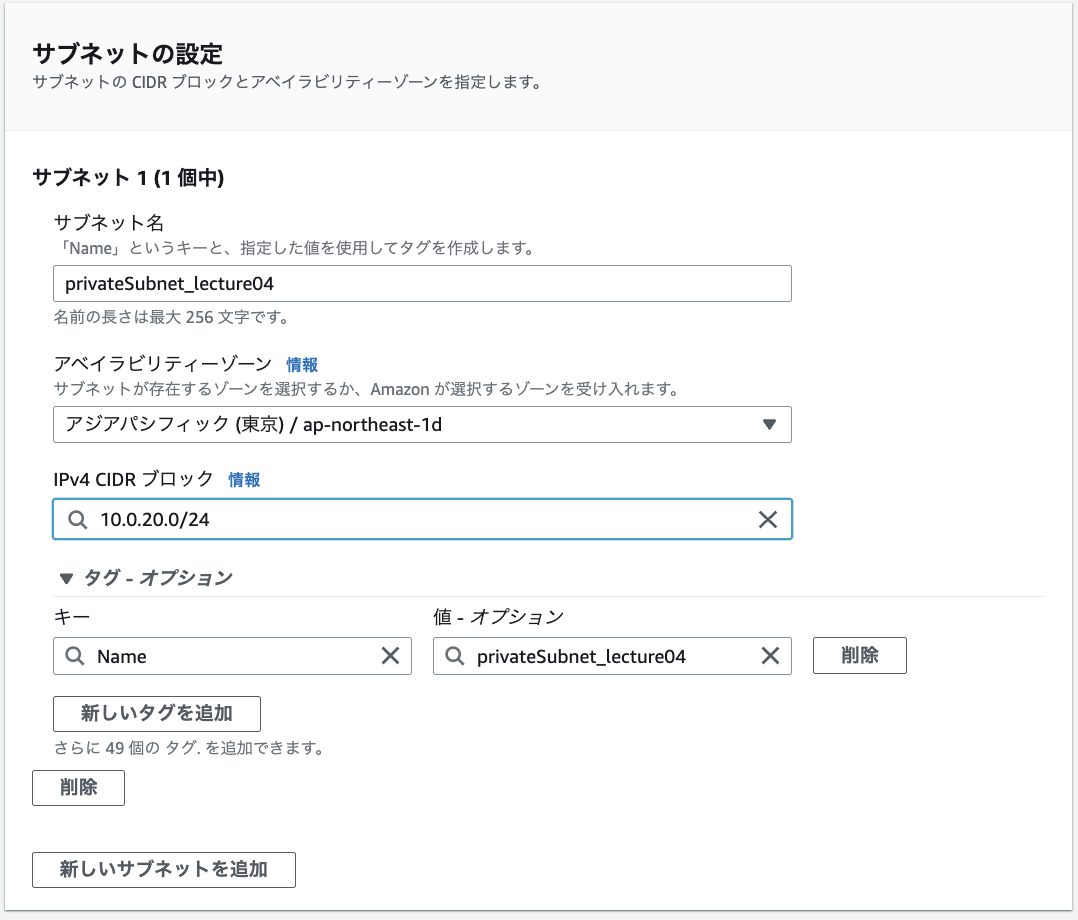 サブネットの設定
サブネットの CIDR ブロックとアベイラビリティーゾーンを指定します。
サブネット 1 (1 個中)
サブネット名
「Name」というキーと、指定した値を使用してタグを作成します。
privateSubnet_lecture04
名前の長さは最大 256 文字です。
アベイラビリティーゾーン 情報
サブネットが存在するゾーンを選択するか、Amazon が選択するゾーンを受け入れます。
アジアパシフィック (東京) / ap-northeast-1d
IPv4 CIDR ブロック 情報
10.0.20.0/24
タグ - オプション
キー 値 - オプション
Name privateSubnet_lecture04 削除
新しいタグを追加
さらに 49 個の タグ. を追加できます。
削除
新しいサブネットを追加